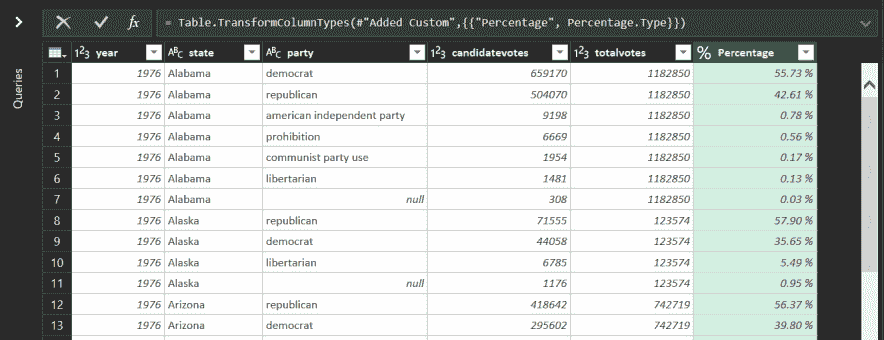 = Table.TransformColumnTypes(#"Added Custom",{{"Percentage", Percentage.Type}})
Queries
1²3 year ABC state ABC party 1²3 candidatevotes 1²3 totalvotes % Percentage
1 1976 Alabama democrat 659170 1182850 55.73 %
2 1976 Alabama republican 504070 1182850 42.61 %
3 1976 Alabama american independent party 9198 1182850 0.78 %
4 1976 Alabama prohibition 6669 1182850 0.56 %
5 1976 Alabama communist party use 1954 1182850 0.17 %
6 1976 Alabama libertarian 1481 1182850 0.13 %
7 1976 Alabama null 308 1182850 0.03 %
8 1976 Alaska republican 71555 123574 57.90 %
9 1976 Alaska democrat 44058 123574 35.65 %
10 1976 Alaska libertarian 6785 123574 5.49 %
11 1976 Alaska null 1176 123574 0.95 %
12 1976 Arizona republican 418642 742719 56.37 %
13 1976 Arizona democrat 295602 742719 39.80 %